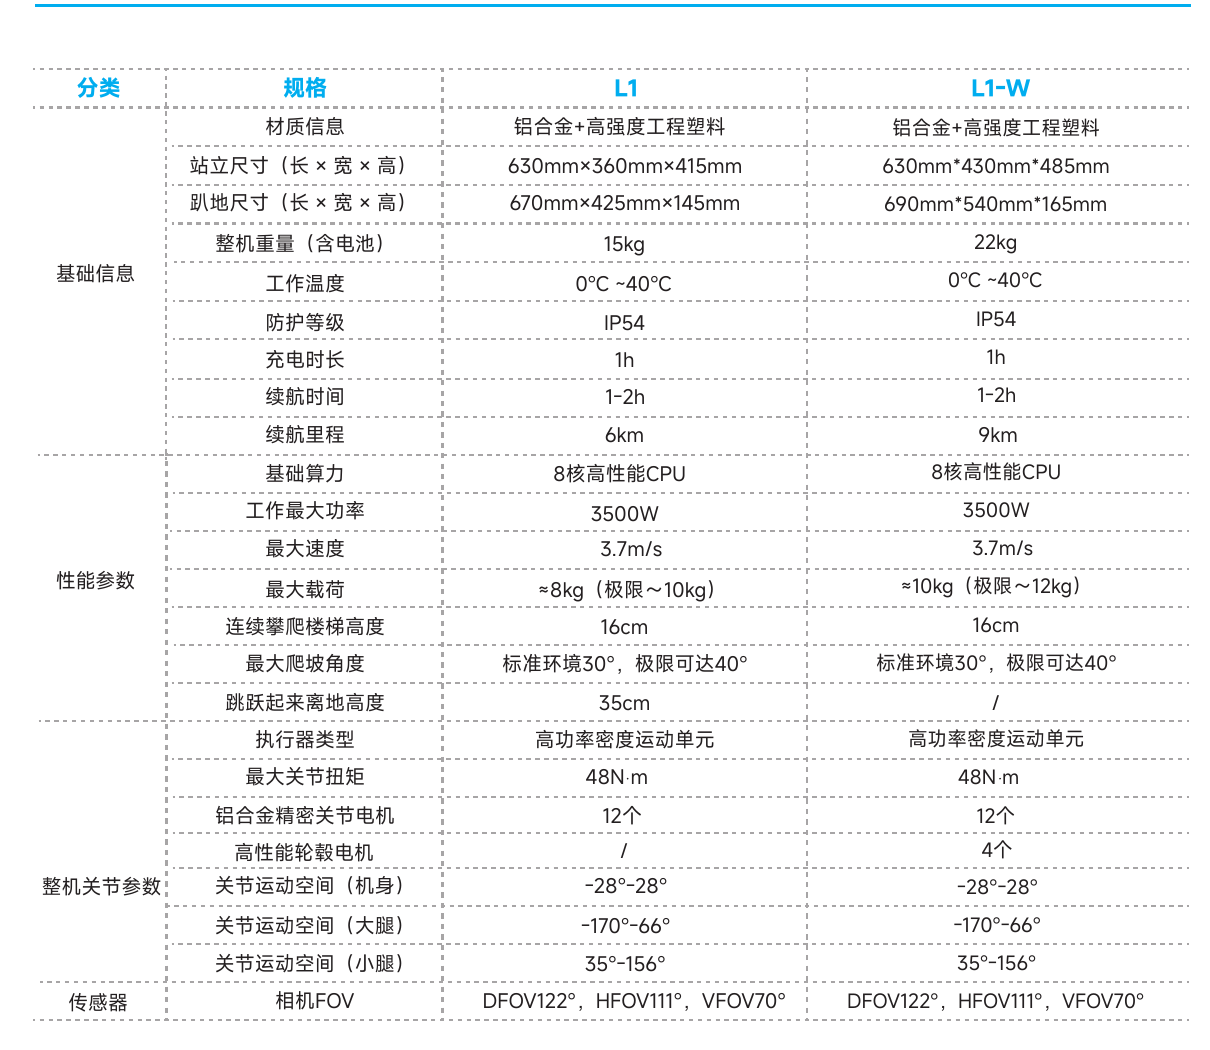 分类 规格 L1 L1-W
材质信息 铝合金+高强度工程塑料 铝合金+高强度工程塑料
站立尺寸（长 × 宽 × 高） 630mm×360mm×415mm 630mm*430mm*485mm
趴地尺寸（长 × 宽 × 高） 670mm×425mm×145mm 690mm*540mm*165mm
整机重量（含电池） 15kg 22kg
基础信息
工作温度 0°C ~40°C 0°C ~40°C
防护等级 IP54 IP54
充电时长 1h 1h
续航时间 1-2h 1-2h
续航里程 6km 9km
基础算力 8核高性能CPU 8核高性能CPU
工作最大功率 3500W 3500W
最大速度 3.7m/s 3.7m/s
性能参数
最大载荷 ≈8kg（极限～10kg） ≈10kg（极限～12kg）
连续攀爬楼梯高度 16cm 16cm
最大爬坡角度 标准环境30°，极限可达40° 标准环境30°，极限可达40°
跳跃起来离地高度 35cm /
执行器类型 高功率密度运动单元 高功率密度运动单元
最大关节扭矩 48N·m 48N·m
铝合金精密关节电机 12个 12个
高性能轮毂电机 / 4个
整机关节参数 关节运动空间（机身） -28°-28° -28°-28°
关节运动空间（大腿） -170°-66° -170°-66°
关节运动空间（小腿） 35°-156° 35°-156°
传感器 相机FOV DFOV122°，HFOV111°，VFOV70° DFOV122°，HFOV111°，VFOV70°